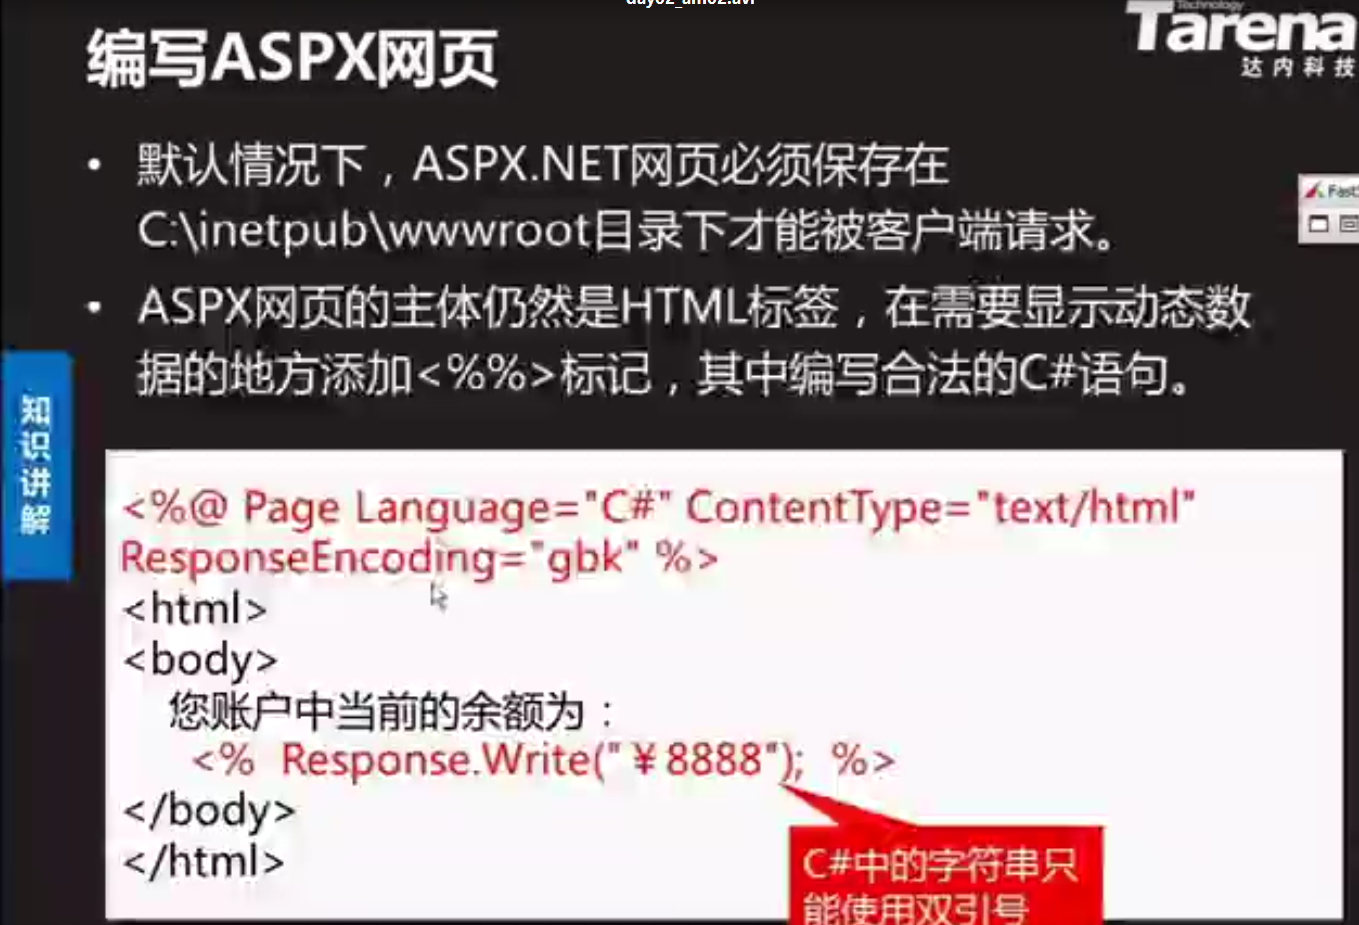 编写ASPX网页
Technology
Tarena
达内科技
• 默认情况下，ASPX.NET网页必须保存在
C:\inetpub\wwwroot目录下才能被客户端请求。
• ASPX网页的主体仍然是HTML标签，在需要显示动态数
据的地方添加<%%>标记，其中编写合法的C#语句。
知识讲解
<%@ Page Language="C#" ContentType="text/html"
ResponseEncoding="gbk" %>
<html>
<body>
您账户中当前的余额为：
<% Response.Write("￥8888"); %>
</body>
</html>
C#中的字符串只
能使用双引号